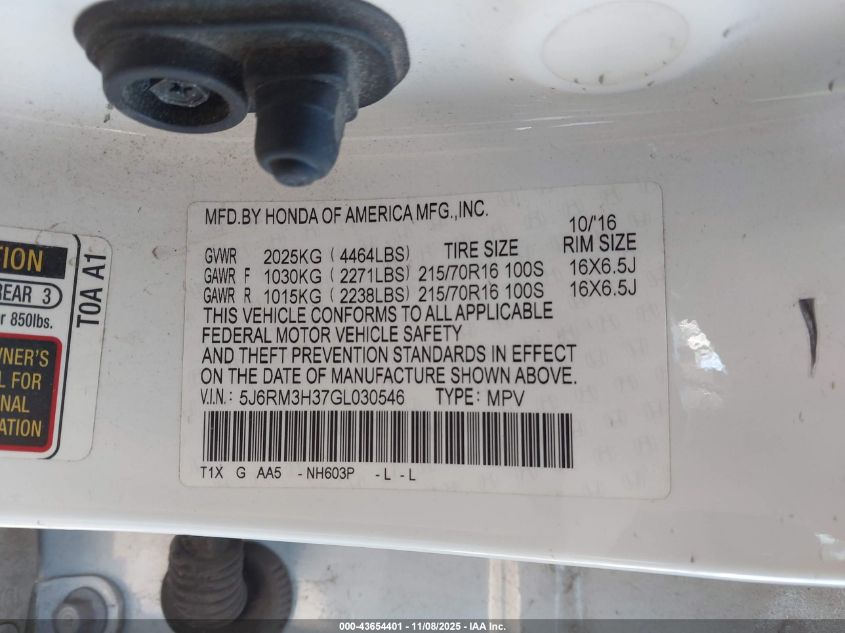 MFD.BY HONDA OF AMERICA MFG.,INC.
10/'16
GVWR 2025KG (4464LBS) TIRE SIZE RIM SIZE
GAWR F 1030KG (2271LBS) 215/70R16 100S 16X6.5J
GAWR R 1015KG (2238LBS) 215/70R16 100S 16X6.5J
THIS VEHICLE CONFORMS TO ALL APPLICABLE
FEDERAL MOTOR VEHICLE SAFETY
AND THEFT PREVENTION STANDARDS IN EFFECT
ON THE DATE OF MANUFACTURE SHOWN ABOVE.
V.I.N.: 5J6RM3H37GL030546 TYPE: MPV
T1X G AA5 -NH603P -L -L
TION
REAR 3
r 850lbs.
T0A A1
WNER'S
L FOR
NAL
ATION
000-43654401 - 11/08/2025 - IAA Inc.